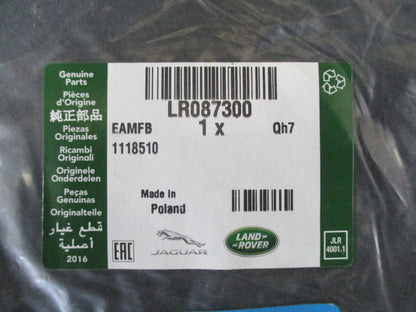 Genuine
Parts
Pièces
d'Origine
純正部品
Piezas
Originales
Ricambi
Originali
Originele
Onderdelen
Peças
Genuínas
Originalteile
قطع غيار
أصلية
2016
LR087300
EAMFB
1 x
Qh7
1118510
Made In
Poland
EAC
JAGUAR
LAND-
-ROVER
JLR
4001.1